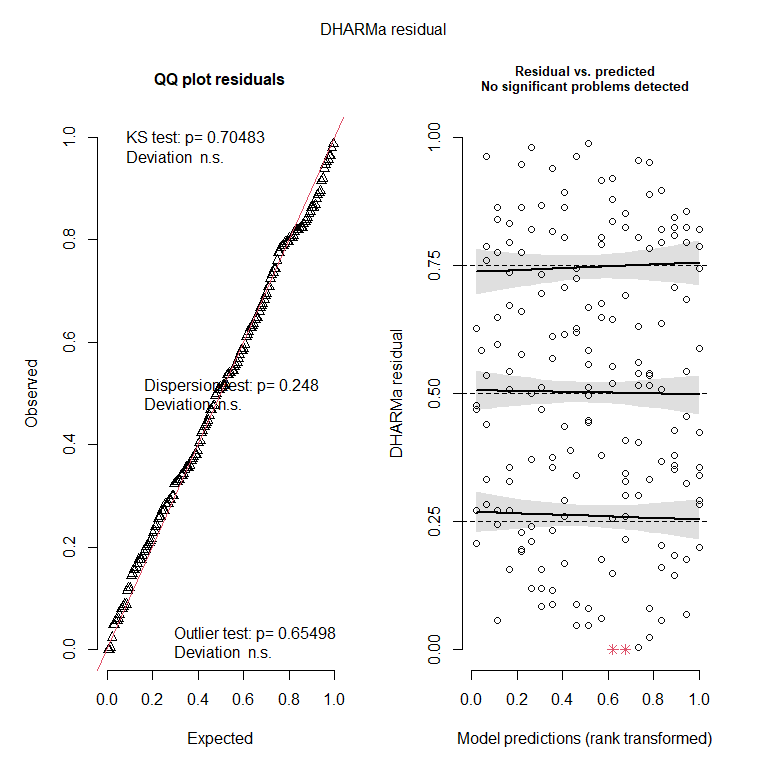 DHARMa residual
QQ plot residuals
KS test: p= 0.70483
Deviation n.s.
Dispersion test: p= 0.248
Deviation n.s.
Outlier test: p= 0.65498
Deviation n.s.
Observed
0.0
0.2
0.4
0.6
0.8
1.0
0.0 0.2 0.4 0.6 0.8 1.0
Expected
Residual vs. predicted
No significant problems detected
DHARMa residual
0.00
0.25
0.50
0.75
1.00
0.0 0.2 0.4 0.6 0.8 1.0
Model predictions (rank transformed)